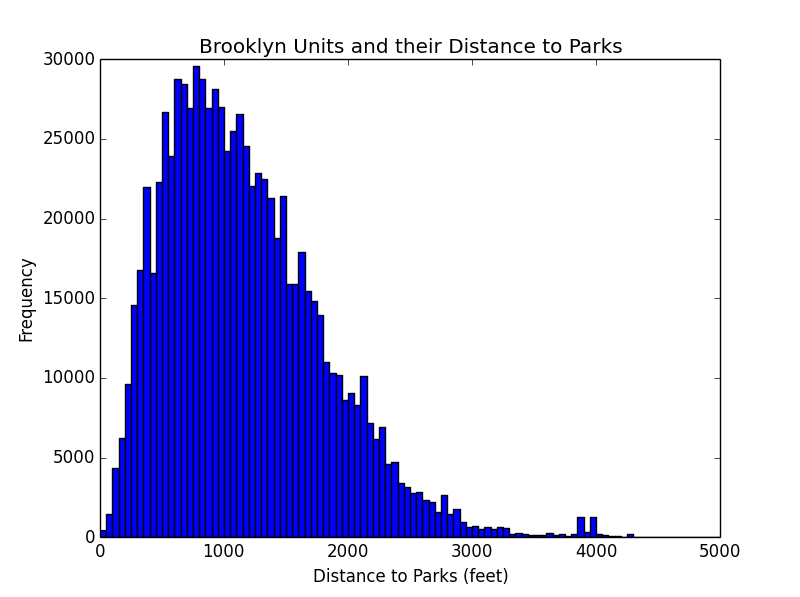 Brooklyn Units and their Distance to Parks
30000
25000
20000
15000
10000
5000
0
Frequency
0 1000 2000 3000 4000 5000
Distance to Parks (feet)